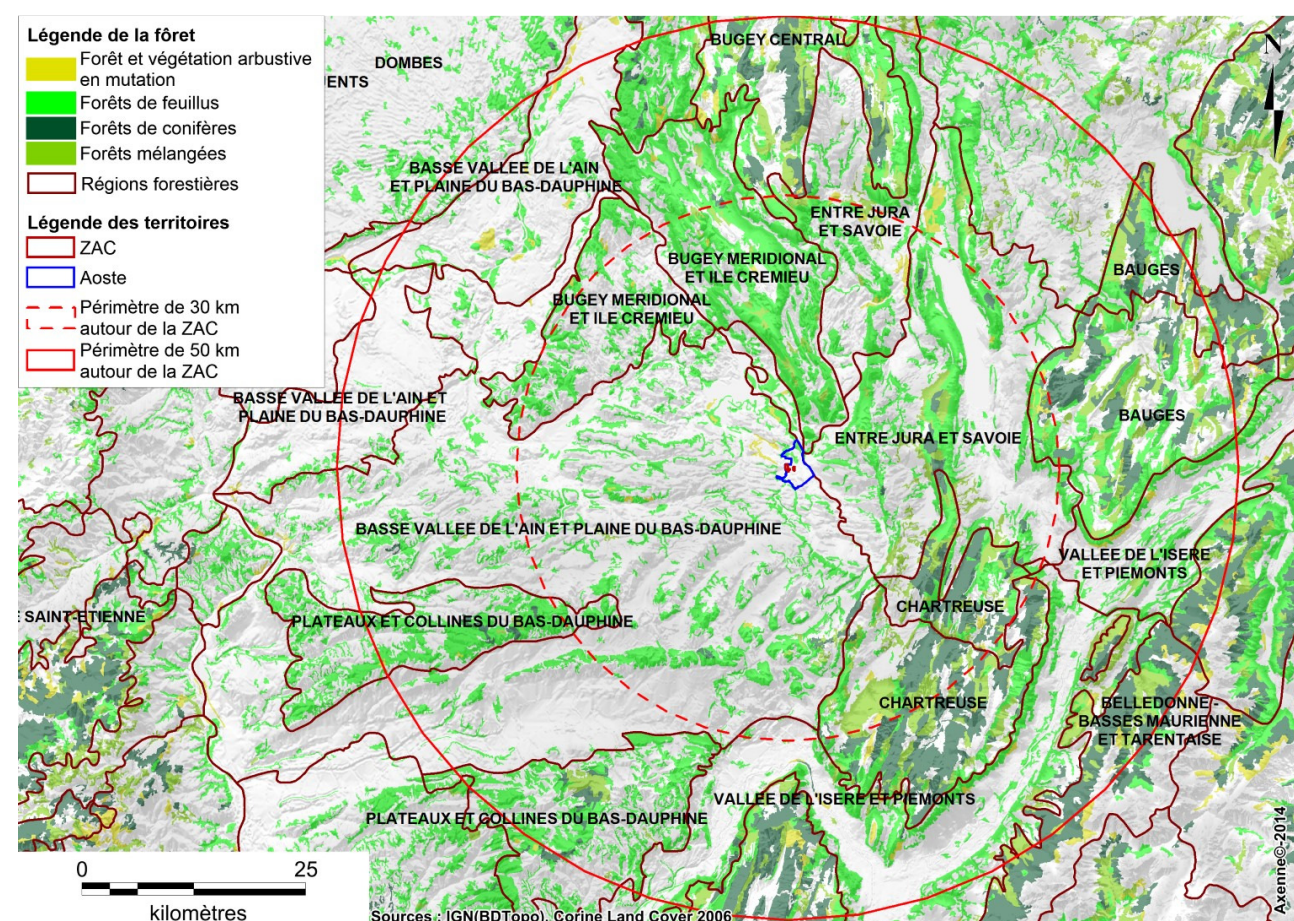 Légende de la fôret
Forêt et végétation arbustive
en mutation
Forêts de feuillus
Forêts de conifères
Forêts mélangées
Régions forestières
Légende des territoires
ZAC
Aoste
Périmètre de 30 km
autour de la ZAC
Périmètre de 50 km
autour de la ZAC
DOMBES
ENTS
BUGEY CENTRAL
N
BASSE VALLEE DE L'AIN
ET PLAINE DU BAS-DAUPHINE
ENTRE JURA
ET SAVOIE
BUGEY MERIDIONAL
ET ILE CREMIEU
BAUGES
BUGEY MERIDIONAL
ET ILE CREMIEU
BASSE VALLEE DE L'AIN ET
PLAINE DU BAS-DAUPHINE
BAUGES
ENTRE JURA ET SAVOIE
BASSE VALLEE DE L'AIN ET PLAINE DU BAS-DAUPHINE
VALLEE DE L'ISERE
ET PIEMONTS
E SAINT-ETIENNE
PLATEAUX ET COLLINES DU BAS-DAUPHINE
CHARTREUSE
CHARTREUSE
BELLEDONNE -
BASSES MAURIENNE
ET TARENTAISE
VALLEE DE L'ISERE ET PIEMONTS
PLATEAUX ET COLLINES DU BAS-DAUPHINE
0 25
kilomètres
Sources : IGN(BDTopo), Corine Land Cover 2006
Axenne©-2014